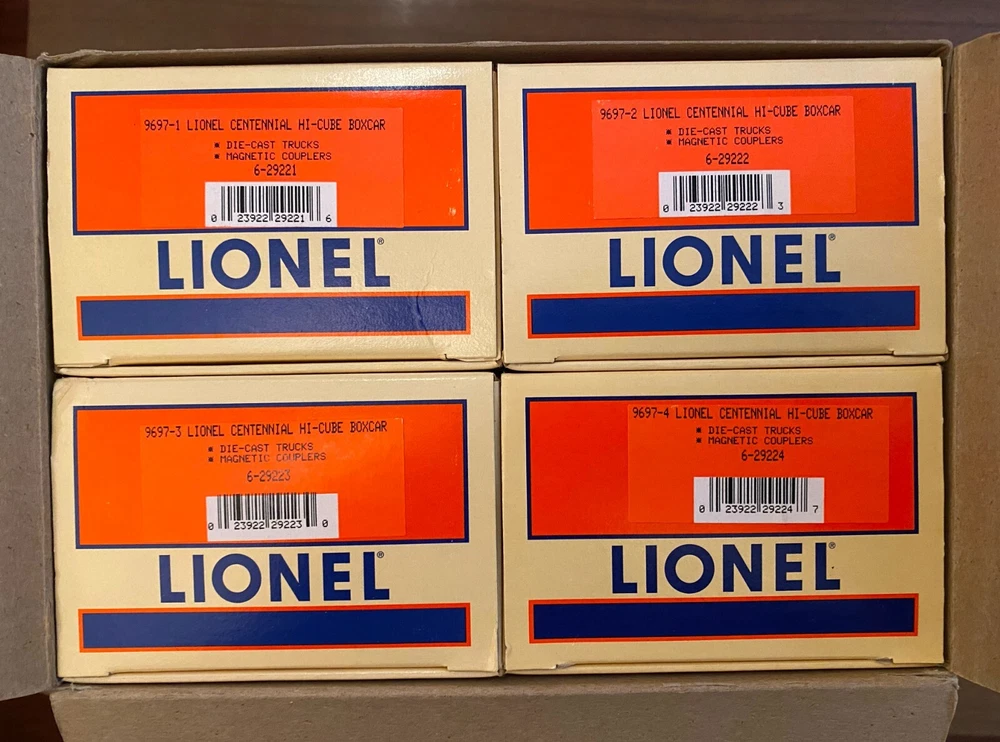 9697-1 LIONEL CENTENNIAL HI-CUBE BOXCAR
▪ DIE-CAST TRUCKS
▪ MAGNETIC COUPLERS
6-29221
0 23922 29221 6
LIONEL®
9697-2 LIONEL CENTENNIAL HI-CUBE BOXCAR
▪ DIE-CAST TRUCKS
▪ MAGNETIC COUPLERS
6-29222
0 23922 29222 3
LIONEL®
9697-3 LIONEL CENTENNIAL HI-CUBE BOXCAR
▪ DIE-CAST TRUCKS
▪ MAGNETIC COUPLERS
6-29223
0 23922 29223 0
LIONEL®
9697-4 LIONEL CENTENNIAL HI-CUBE BOXCAR
▪ DIE-CAST TRUCKS
▪ MAGNETIC COUPLERS
6-29224
0 23922 29224 7
LIONEL®